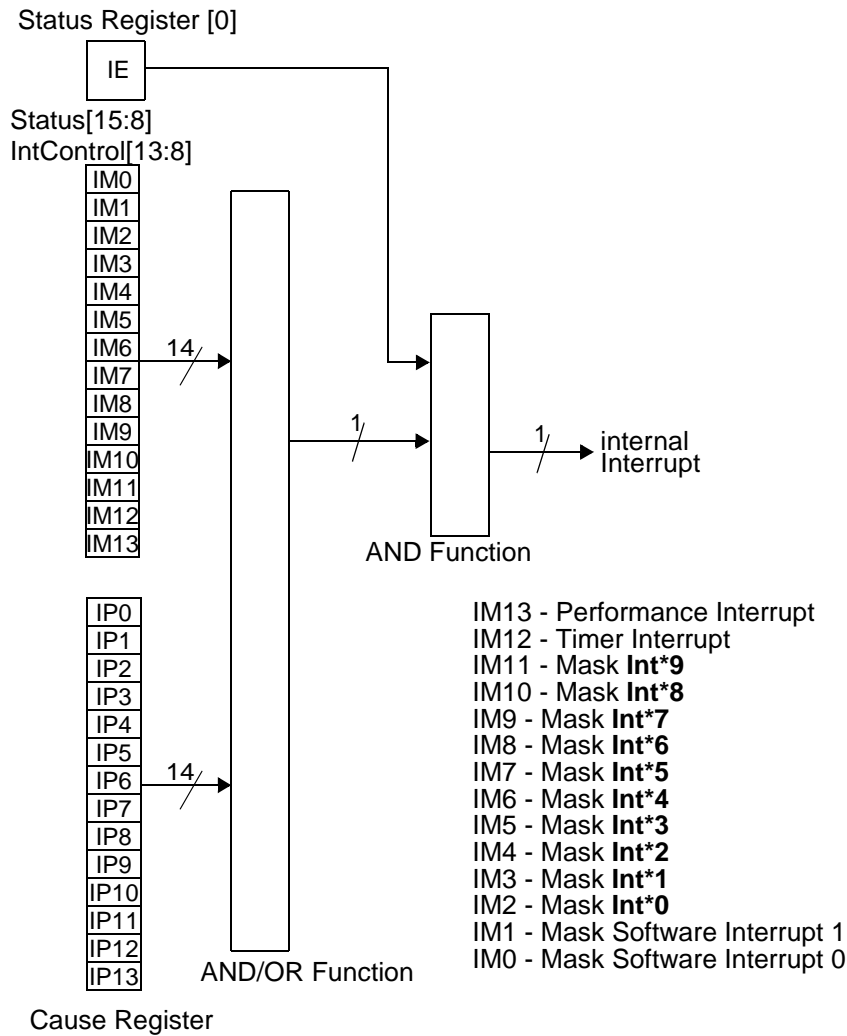 Status Register [0]
IE
Status[15:8]
IntControl[13:8]
IM0
IM1
IM2
IM3
IM4
IM5
IM6
IM7
IM8
IM9
IM10
IM11
IM12
IM13
14
1
1
internal
Interrupt
AND Function
IP0
IP1
IP2
IP3
IP4
IP5
IP6
IP7
IP8
IP9
IP10
IP11
IP12
IP13
14
AND/OR Function
Cause Register
IM13 - Performance Interrupt
IM12 - Timer Interrupt
IM11 - Mask Int*9
IM10 - Mask Int*8
IM9 - Mask Int*7
IM8 - Mask Int*6
IM7 - Mask Int*5
IM6 - Mask Int*4
IM5 - Mask Int*3
IM4 - Mask Int*2
IM3 - Mask Int*1
IM2 - Mask Int*0
IM1 - Mask Software Interrupt 1
IM0 - Mask Software Interrupt 0